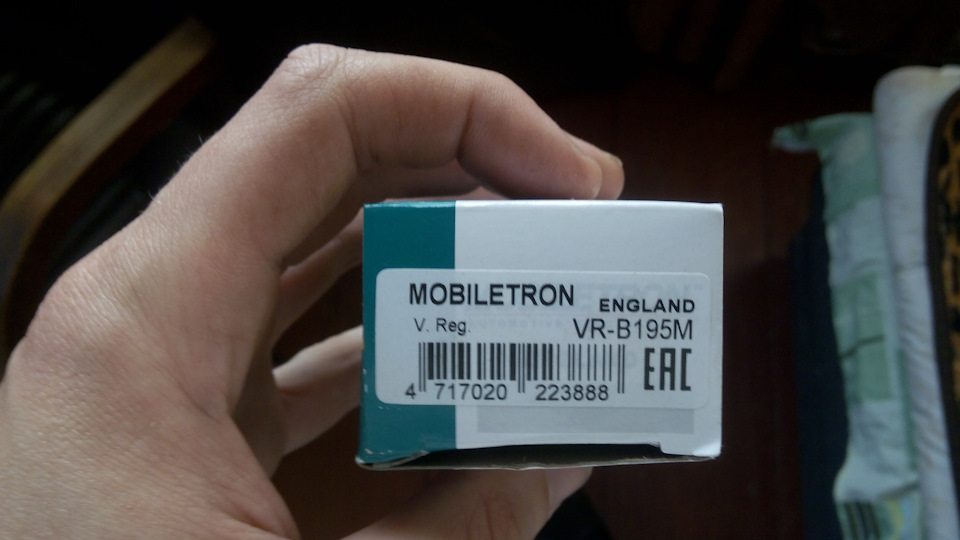 MOBILETRON ENGLAND
V. Reg. VR-B195M
EAC
4 717020 223888